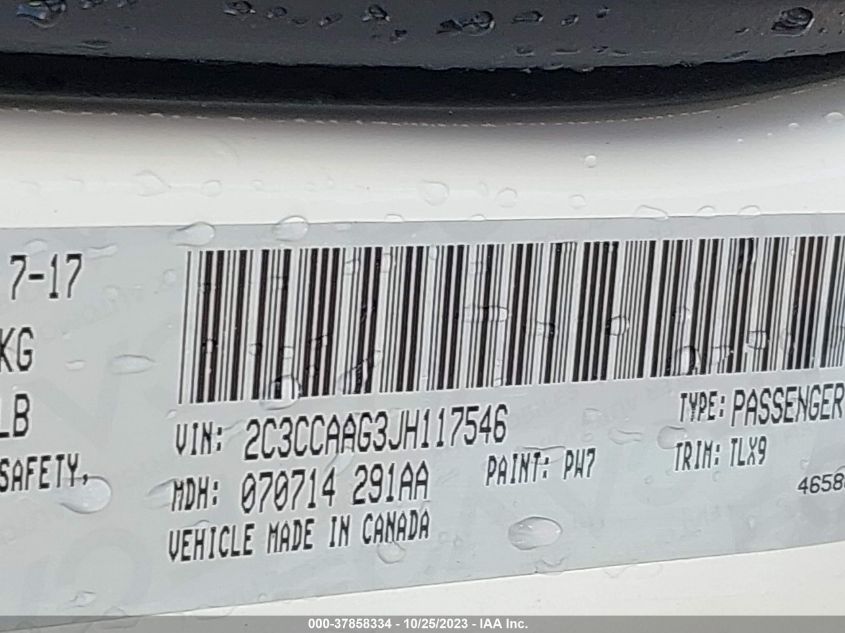 7-17
KG
LB
SAFETY,
VIN: 2C3CCAAG3JH117546
TYPE: PASSENGER
MDH: 070714 291AA
PAINT: PW7
TRIM: TLX9
VEHICLE MADE IN CANADA
4658
000-37858334 - 10/25/2023 - IAA Inc.